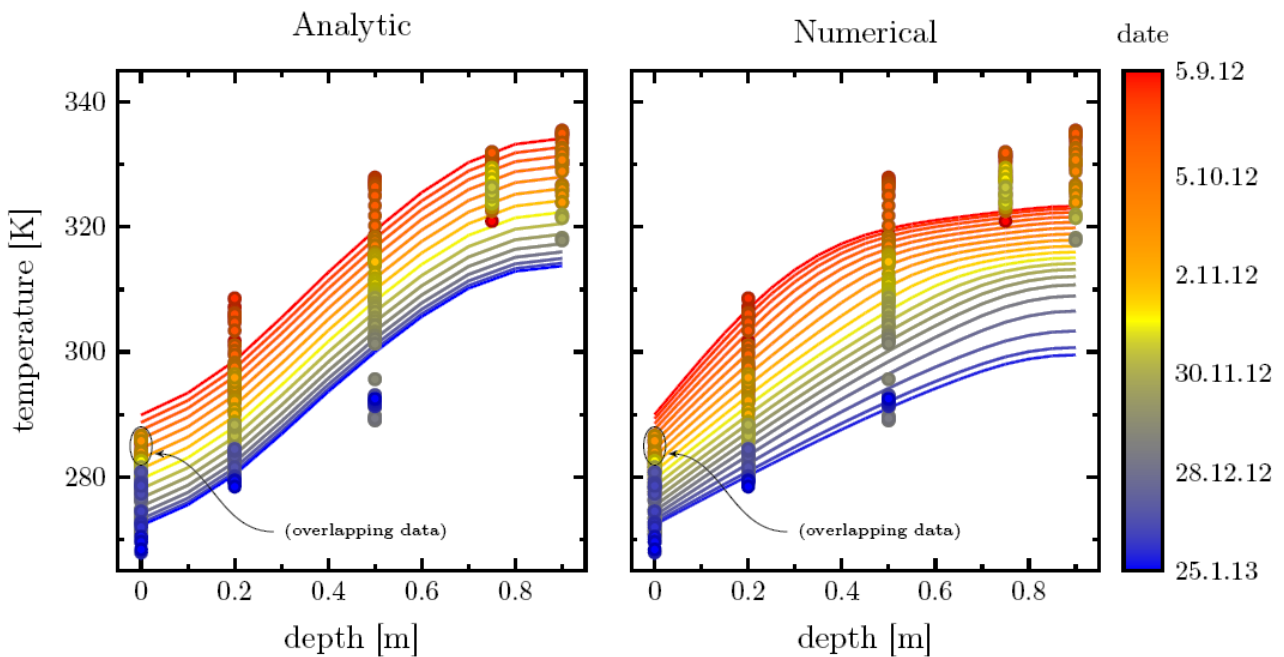 Analytic
Numerical
date
temperature [K]
340
320
300
280
0
0.2
0.4
0.6
0.8
depth [m]
(overlapping data)
0
0.2
0.4
0.6
0.8
depth [m]
(overlapping data)
5.9.12
5.10.12
2.11.12
30.11.12
28.12.12
25.1.13